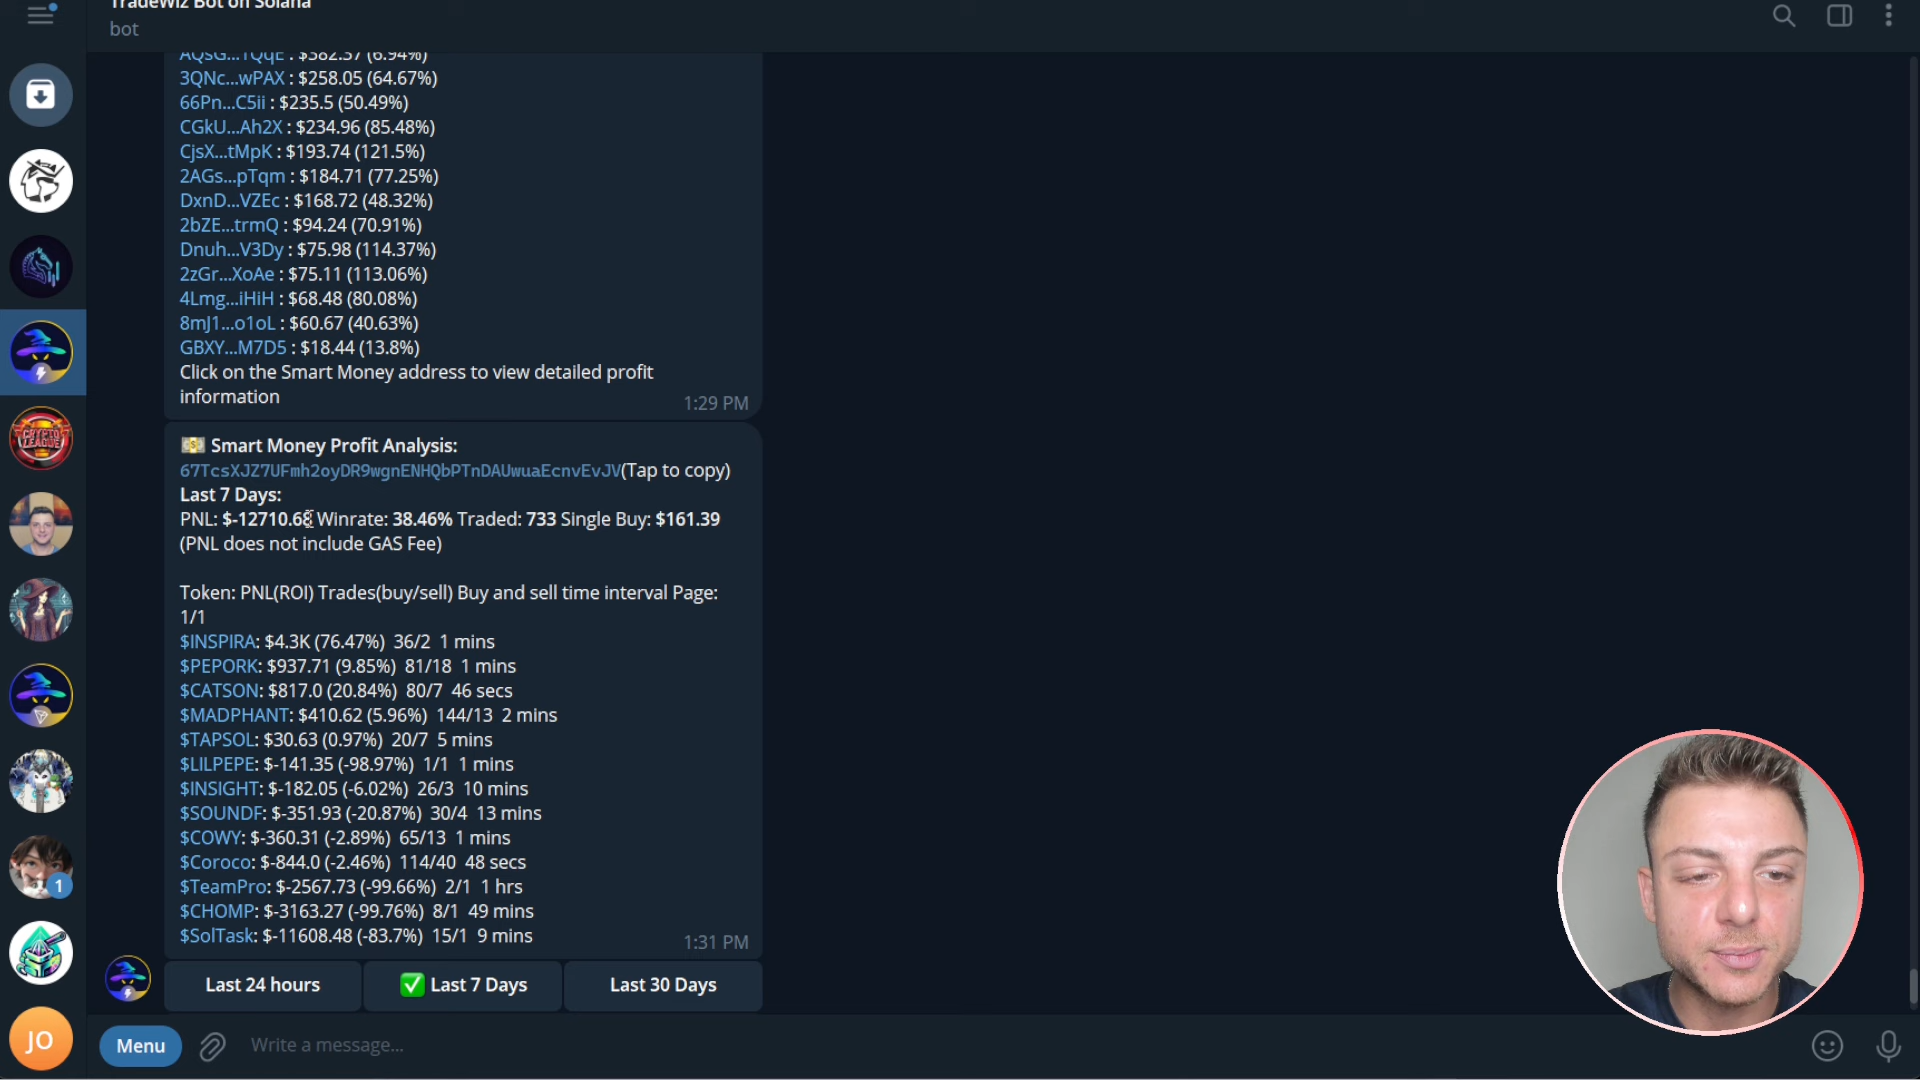 TradeWiz Bot on Solana
bot
AQsG...TQqE : $382.37 (6.94%)
3QNc...wPAX : $258.05 (64.67%)
66Pn...C5ii : $235.5 (50.49%)
CGkU...Ah2X : $234.96 (85.48%)
CjsX...tMpK : $193.74 (121.5%)
2AGs...pTqm : $184.71 (77.25%)
DxnD...VZEc : $168.72 (48.32%)
2bZE...trmQ : $94.24 (70.91%)
Dnuh...V3Dy : $75.98 (114.37%)
2zGr...XoAe : $75.11 (113.06%)
4Lmg...iHiH : $68.48 (80.08%)
8mJ1...o1oL : $60.67 (40.63%)
GBXY...M7D5 : $18.44 (13.8%)
Click on the Smart Money address to view detailed profit
information
1:29 PM
Smart Money Profit Analysis:
67TcsXJZ7UFmh2oyDR9wgnENHQbPTnDAUwuaEcnvEvJV(Tap to copy)
Last 7 Days:
PNL: $-12710.68 Winrate: 38.46% Traded: 733 Single Buy: $161.39
(PNL does not include GAS Fee)
Token: PNL(ROI) Trades(buy/sell) Buy and sell time interval Page:
1/1
$INSPIRA: $4.3K (76.47%) 36/2 1 mins
$PEPORK: $937.71 (9.85%) 81/18 1 mins
$CATSON: $817.0 (20.84%) 80/7 46 secs
$MADPHANT: $410.62 (5.96%) 144/13 2 mins
$TAPSOL: $30.63 (0.97%) 20/7 5 mins
$LILPEPE: $-141.35 (-98.97%) 1/1 1 mins
$INSIGHT: $-182.05 (-6.02%) 26/3 10 mins
$SOUNDF: $-351.93 (-20.87%) 30/4 13 mins
$COWY: $-360.31 (-2.89%) 65/13 1 mins
$Coroco: $-844.0 (-2.46%) 114/40 48 secs
$TeamPro: $-2567.73 (-99.66%) 2/1 1 hrs
$CHOMP: $-3163.27 (-99.76%) 8/1 49 mins
$SolTask: $-11608.48 (-83.7%) 15/1 9 mins
1:31 PM
Last 24 hours
Last 7 Days
Last 30 Days
Menu
Write a message...
CRYPTO
LEAGUE
1
JO